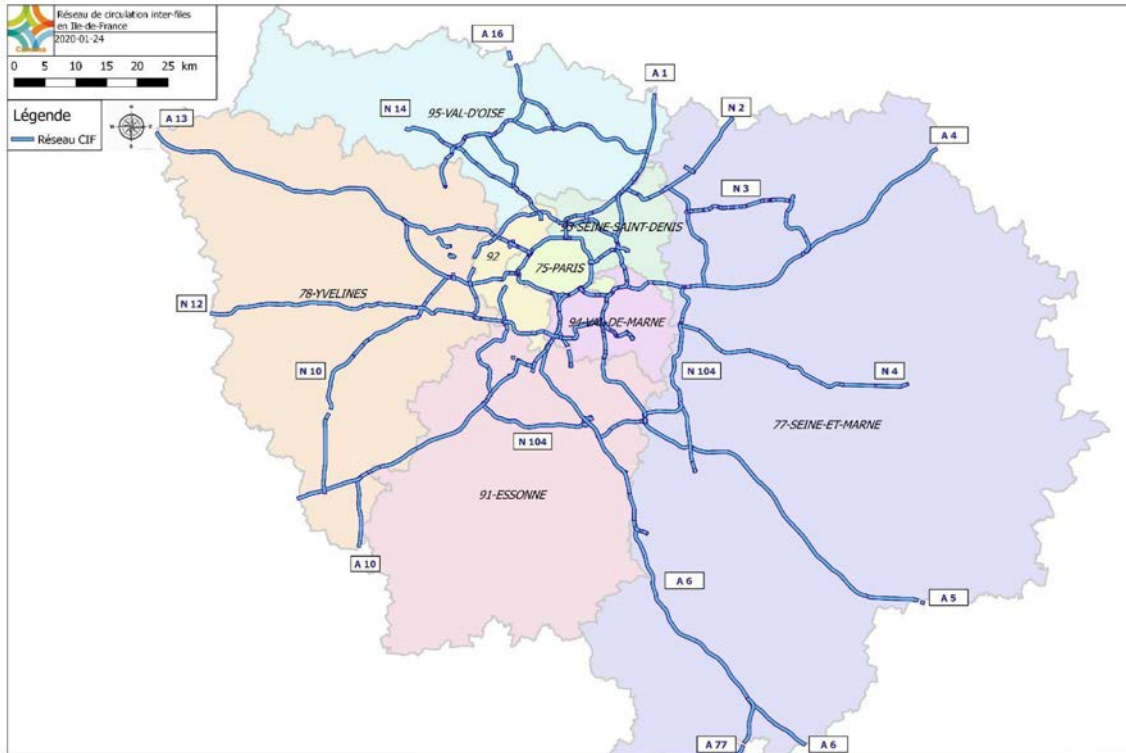 Réseau de circulation inter-files
en Ile-de-France
2020-01-24
0 5 10 15 20 25 km
Légende
Réseau CIF
A 16
A 1
N 2
N 14
95-VAL-D'OISE
A 13
A 4
N 3
93-SEINE-SAINT-DENIS
92
75-PARIS
78-YVELINES
N 12
94-VAL-DE-MARNE
N 10
N 104
N 4
77-SEINE-ET-MARNE
N 104
91-ESSONNE
A 10
A 6
A 5
A 77
A 6